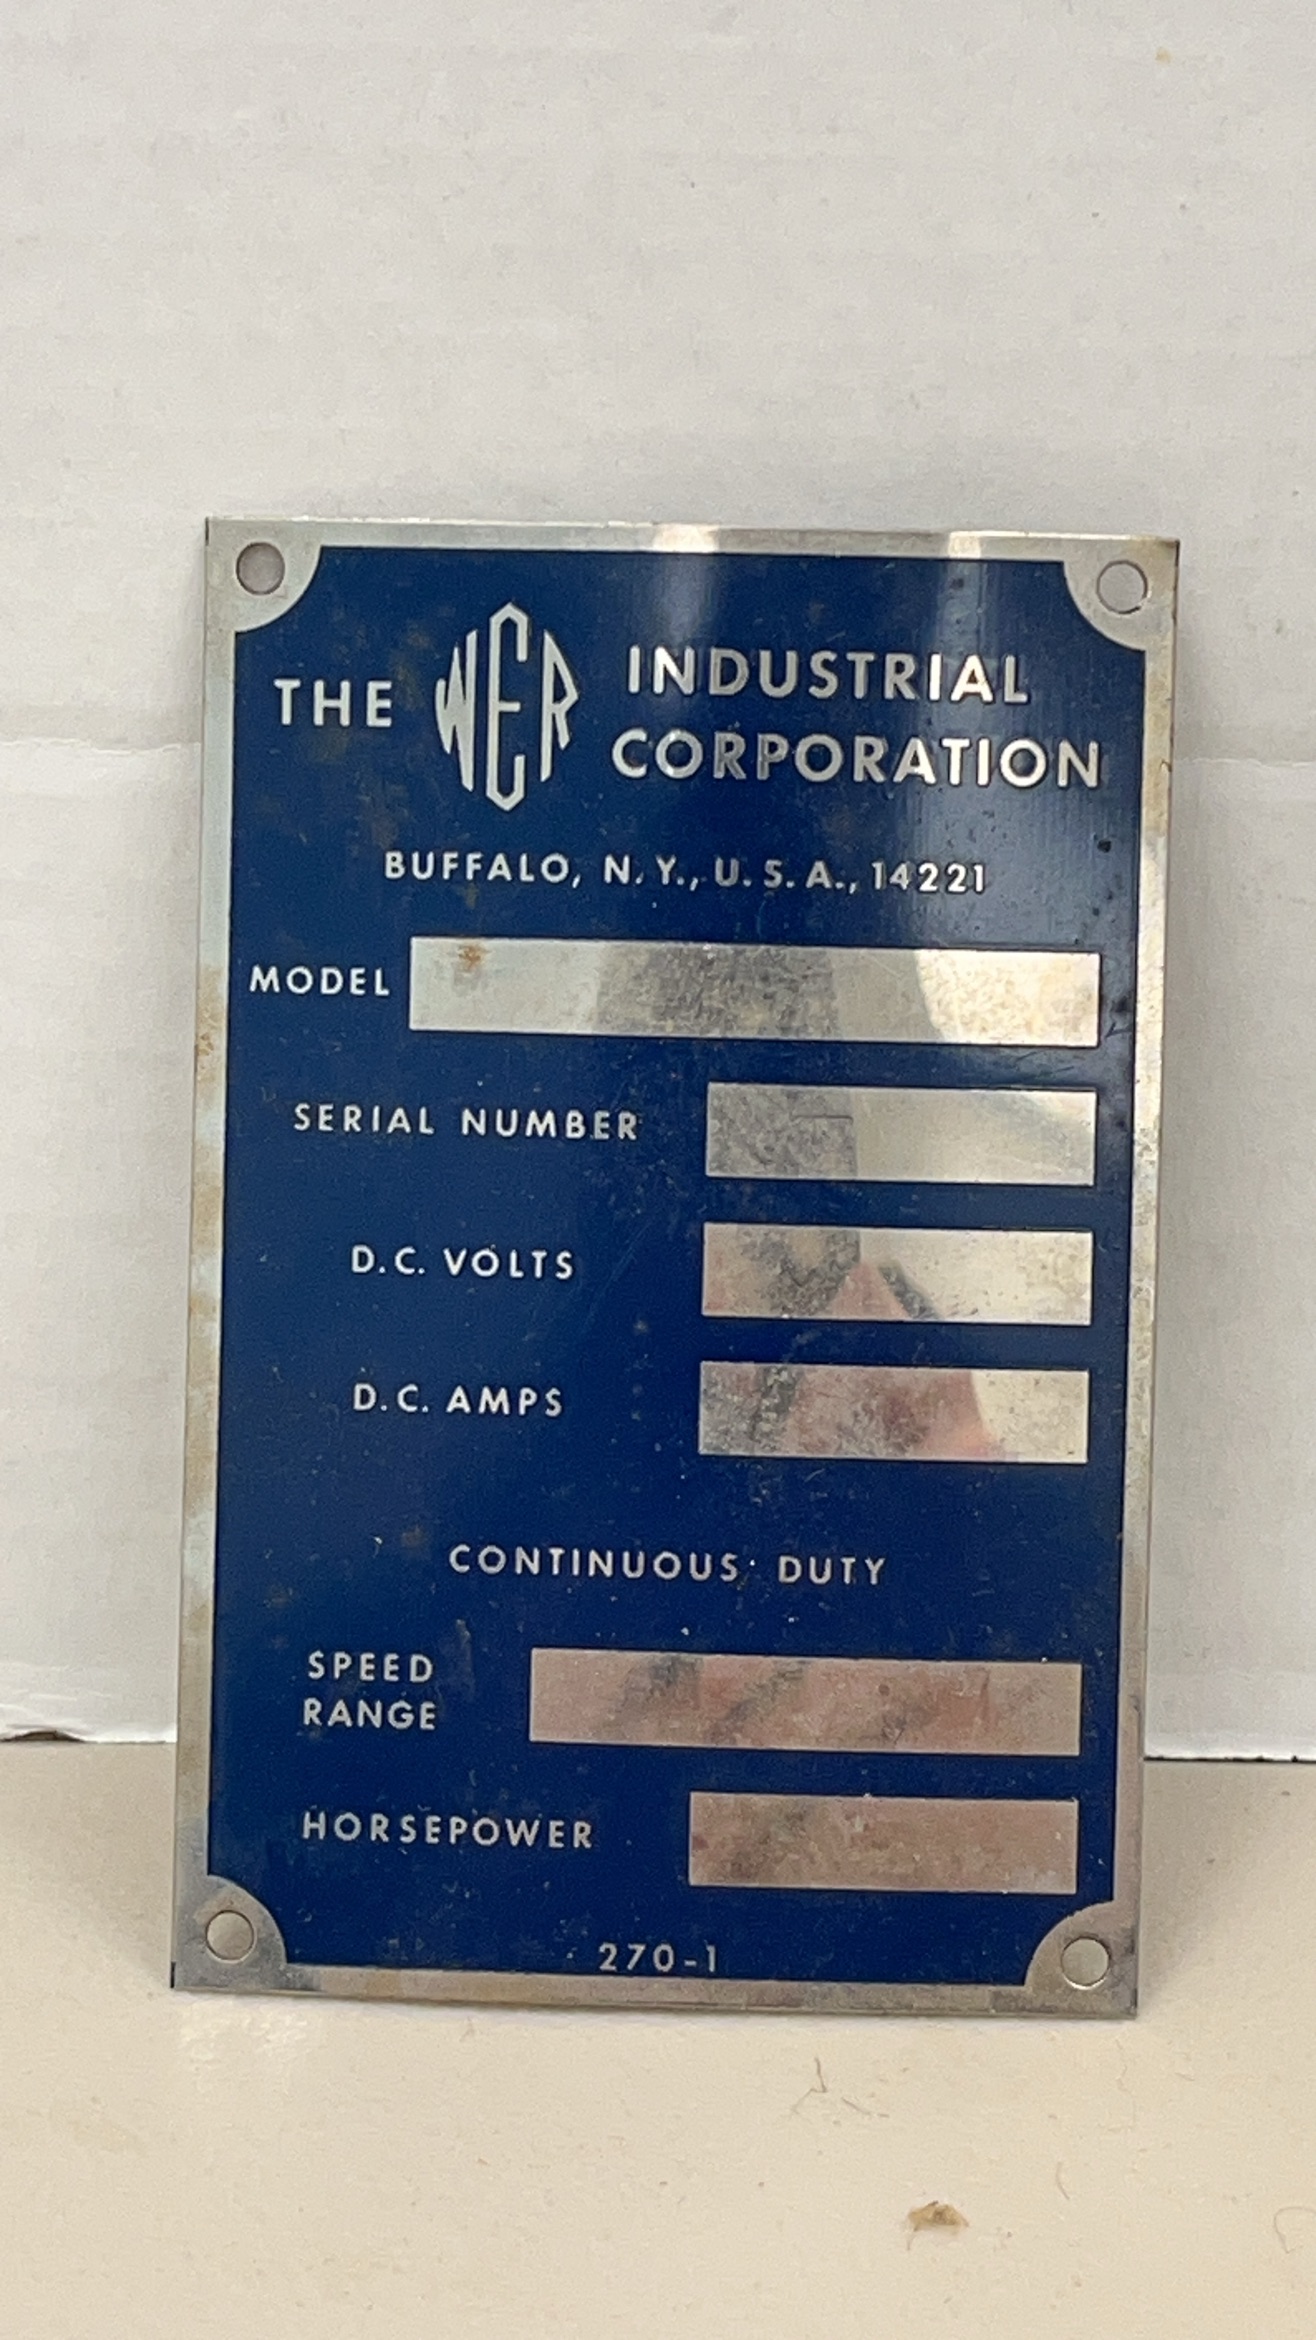 THE WER INDUSTRIAL
CORPORATION
BUFFALO, N.Y., U.S.A., 14221
MODEL
SERIAL NUMBER
D.C. VOLTS
D.C. AMPS
CONTINUOUS DUTY
SPEED
RANGE
HORSEPOWER
270-1